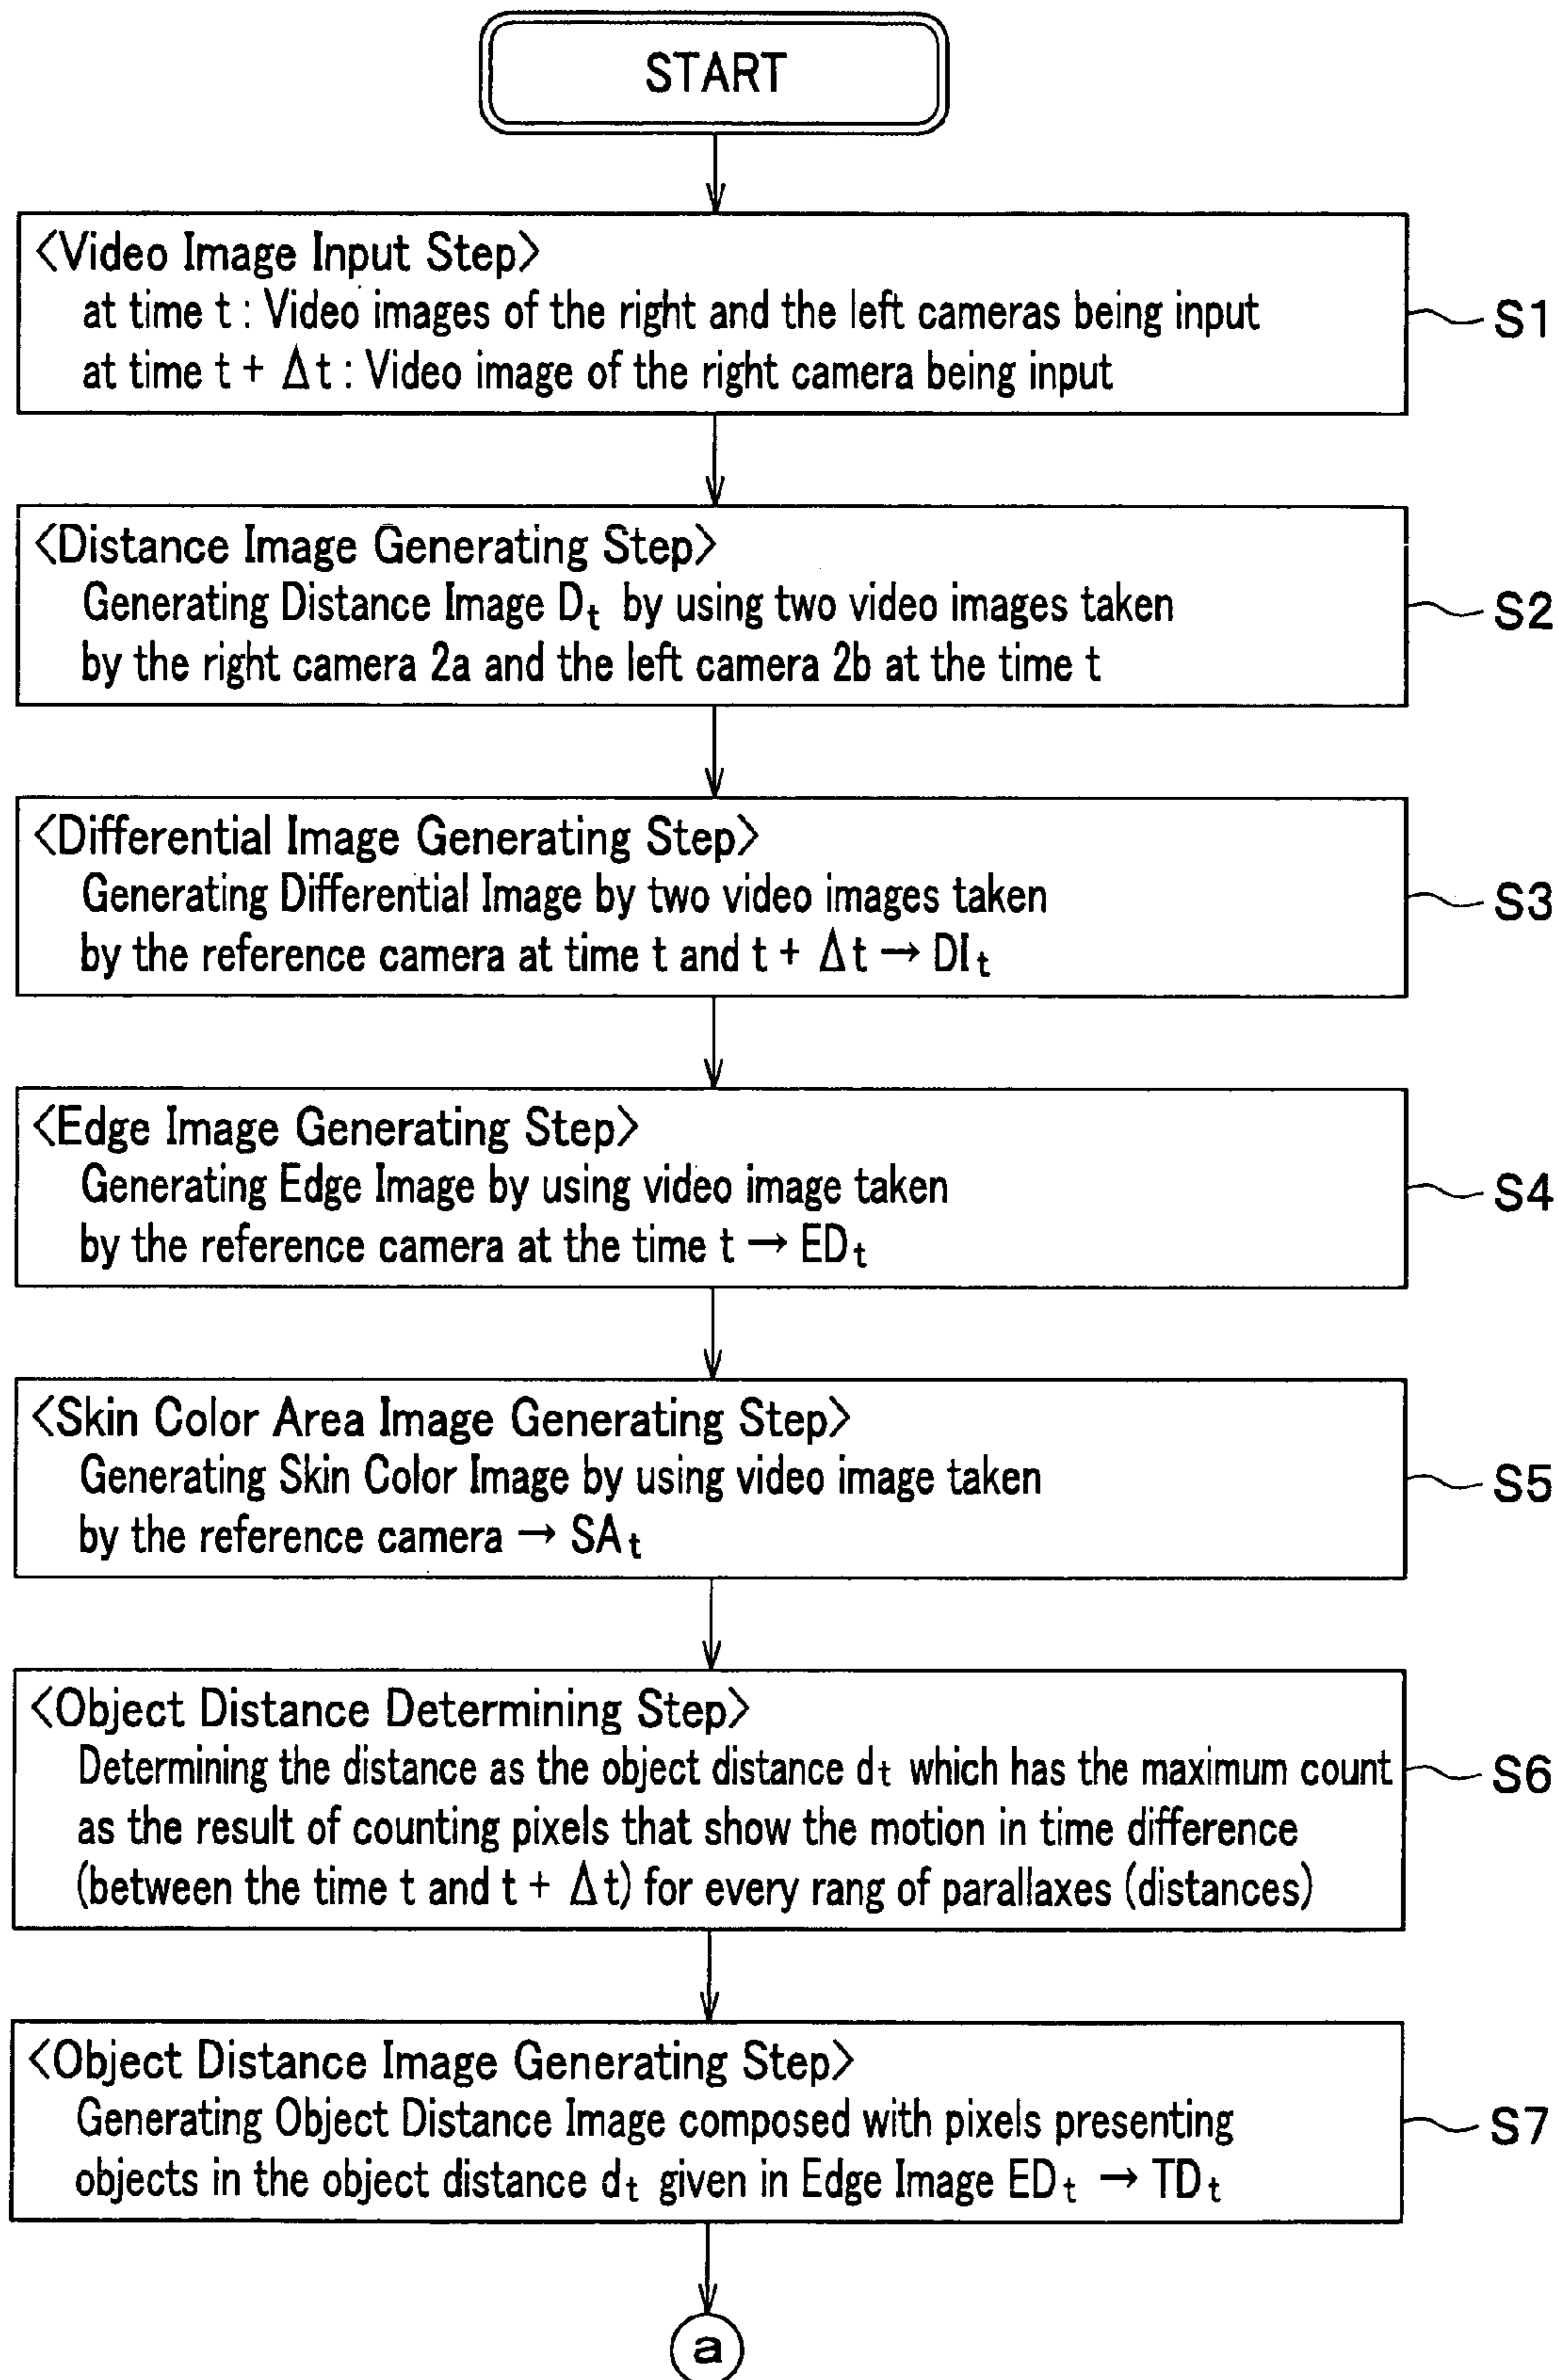 START
<Video Image Input Step>
at time t : Video images of the right and the left cameras being input
at time t + Δt : Video image of the right camera being input
S1
<Distance Image Generating Step>
Generating Distance Image Dt by using two video images taken
by the right camera 2a and the left camera 2b at the time t
S2
<Differential Image Generating Step>
Generating Differential Image by two video images taken
by the reference camera at time t and t + Δt → DIt
S3
<Edge Image Generating Step>
Generating Edge Image by using video image taken
by the reference camera at the time t → EDt
S4
<Skin Color Area Image Generating Step>
Generating Skin Color Image by using video image taken
by the reference camera → SAt
S5
<Object Distance Determining Step>
Determining the distance as the object distance dt which has the maximum count
as the result of counting pixels that show the motion in time difference
(between the time t and t + Δt) for every rang of parallaxes (distances)
S6
<Object Distance Image Generating Step>
Generating Object Distance Image composed with pixels presenting
objects in the object distance dt given in Edge Image EDt → TDt
S7
a